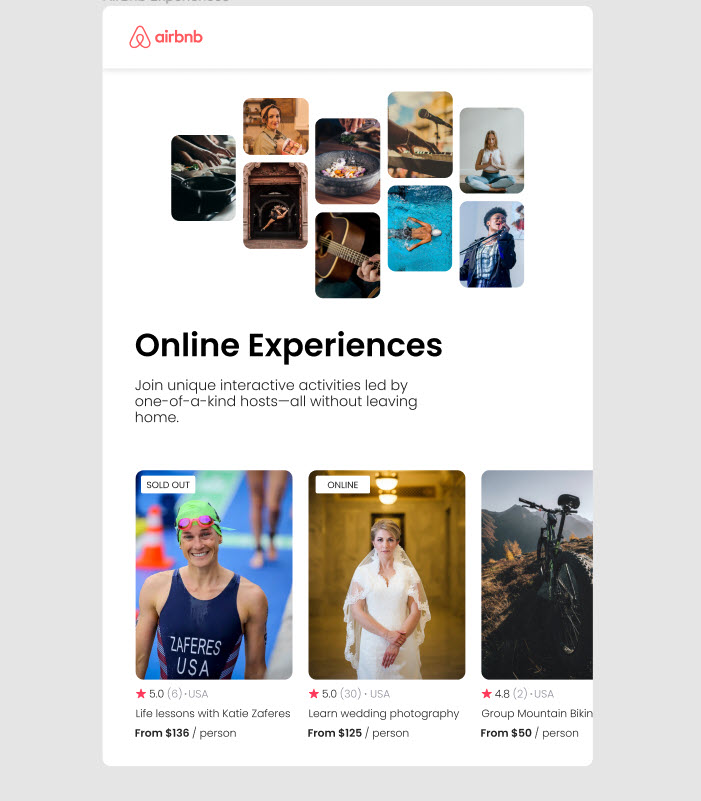 Airbnb Experiences
airbnb
Online Experiences
Join unique interactive activities led by
one-of-a-kind hosts—all without leaving
home.
SOLD OUT
ONLINE
ZAFERES
USA
5.0 (6) · USA
5.0 (30) · USA
4.8 (2) · USA
Life lessons with Katie Zaferes
Learn wedding photography
Group Mountain Bikin
From $136 / person
From $125 / person
From $50 / person